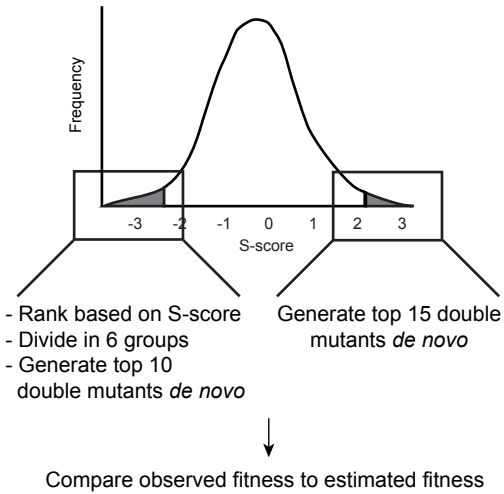 Frequency
-3 -2 -1 0 1 2 3
S-score
- Rank based on S-score
- Divide in 6 groups
- Generate top 10
double mutants de novo
Generate top 15 double
mutants de novo
Compare observed fitness to estimated fitness